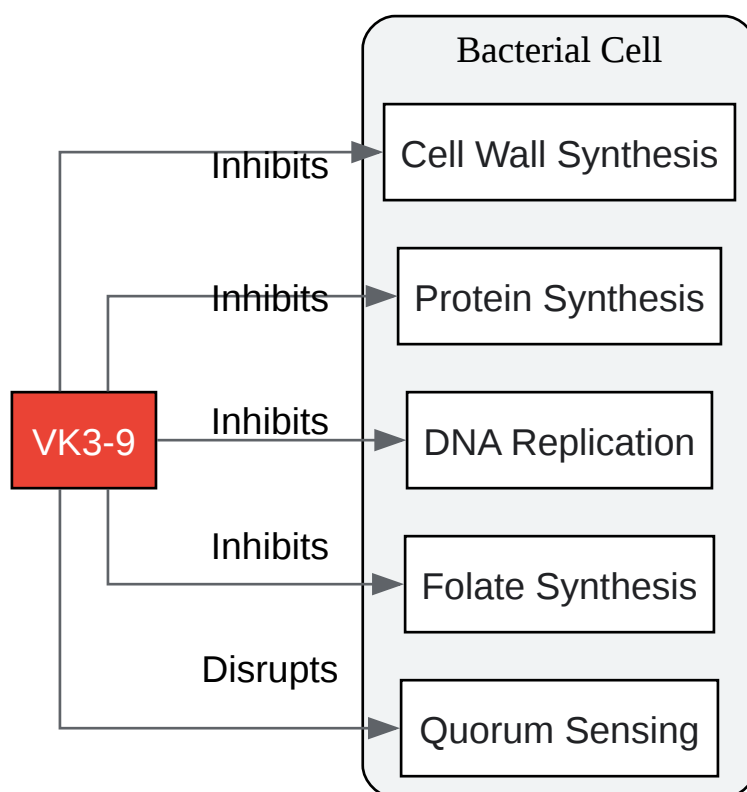 Bacterial Cell
Inhibits
Cell Wall Synthesis
Inhibits
Protein Synthesis
VK3-9
Inhibits
DNA Replication
Inhibits
Folate Synthesis
Disrupts
Quorum Sensing